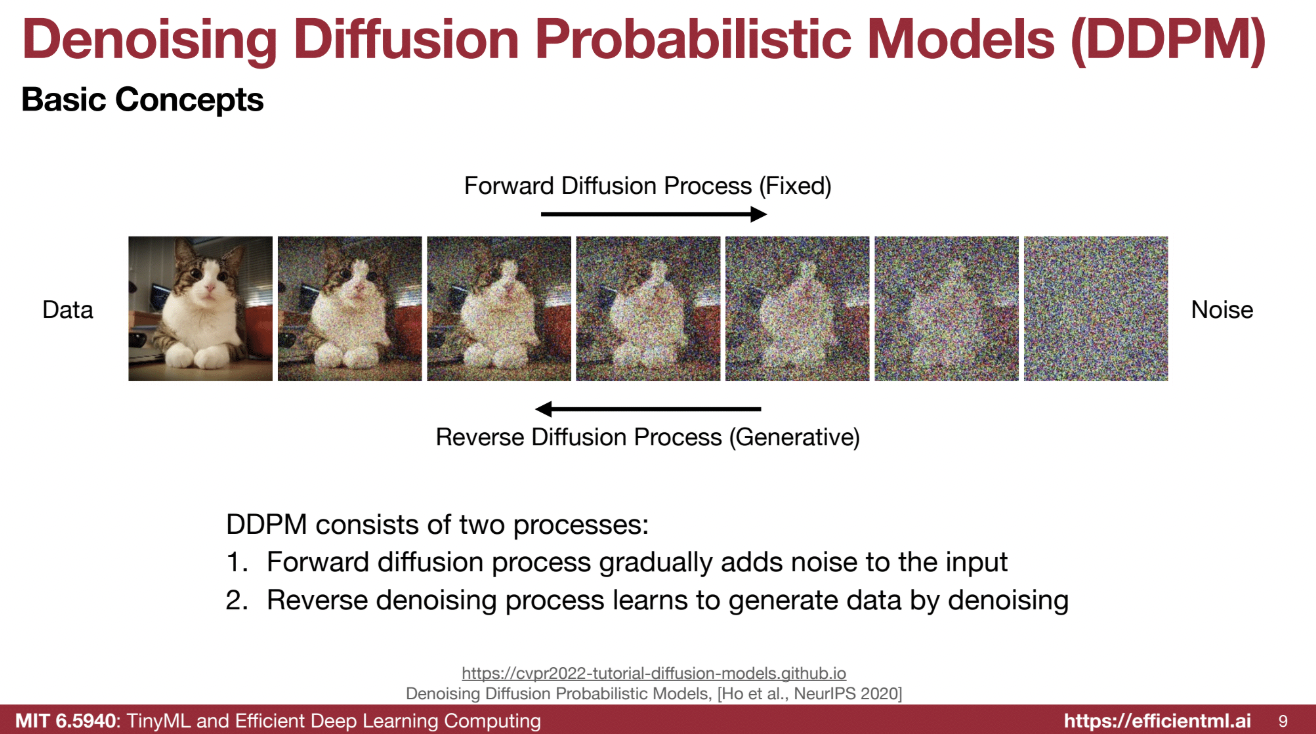 Denoising Diffusion Probabilistic Models (DDPM)
Basic Concepts
Forward Diffusion Process (Fixed)
Data
Noise
Reverse Diffusion Process (Generative)
DDPM consists of two processes:
1. Forward diffusion process gradually adds noise to the input
2. Reverse denoising process learns to generate data by denoising
https://cvpr2022-tutorial-diffusion-models.github.io
Denoising Diffusion Probabilistic Models, [Ho et al., NeurIPS 2020]
MIT 6.5940: TinyML and Efficient Deep Learning Computing
https://efficientml.ai
9